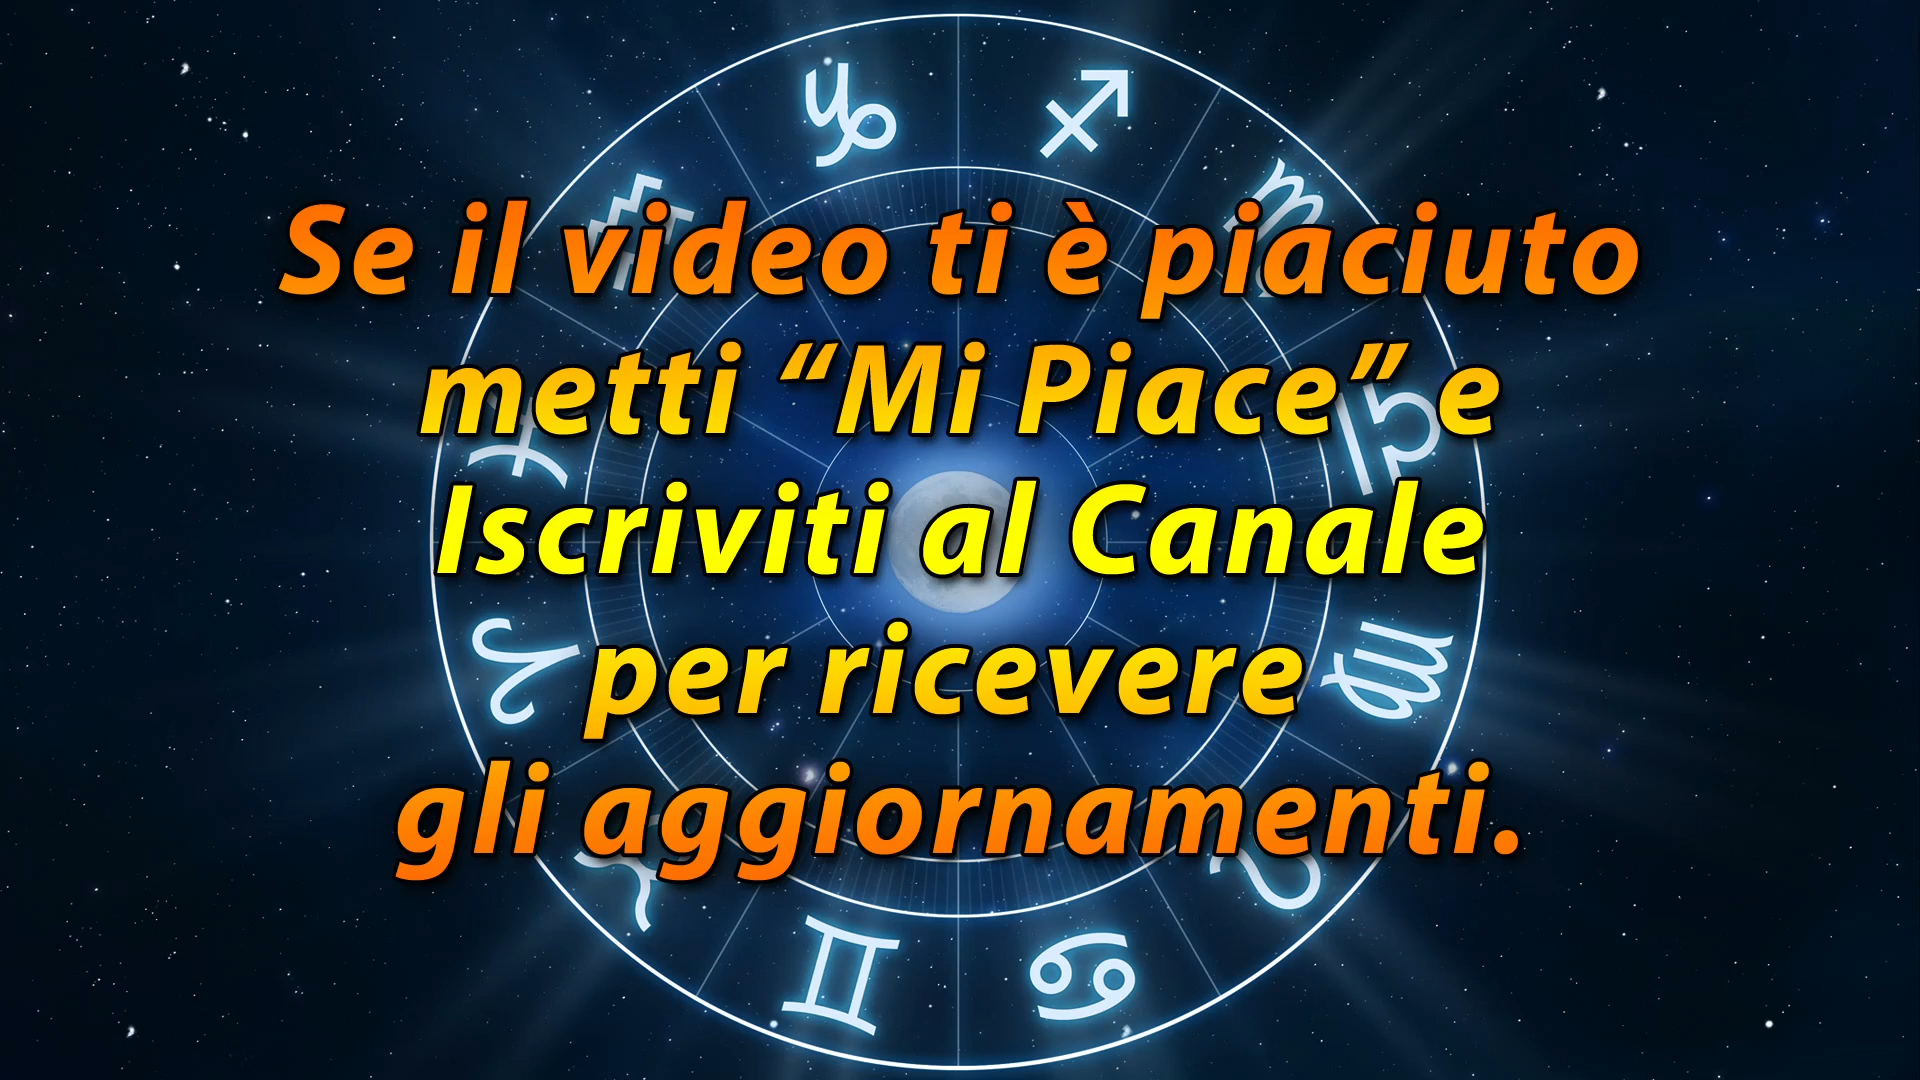 Se il video ti è piaciuto
metti “Mi Piace” e
Iscriviti al Canale
per ricevere
gli aggiornamenti.